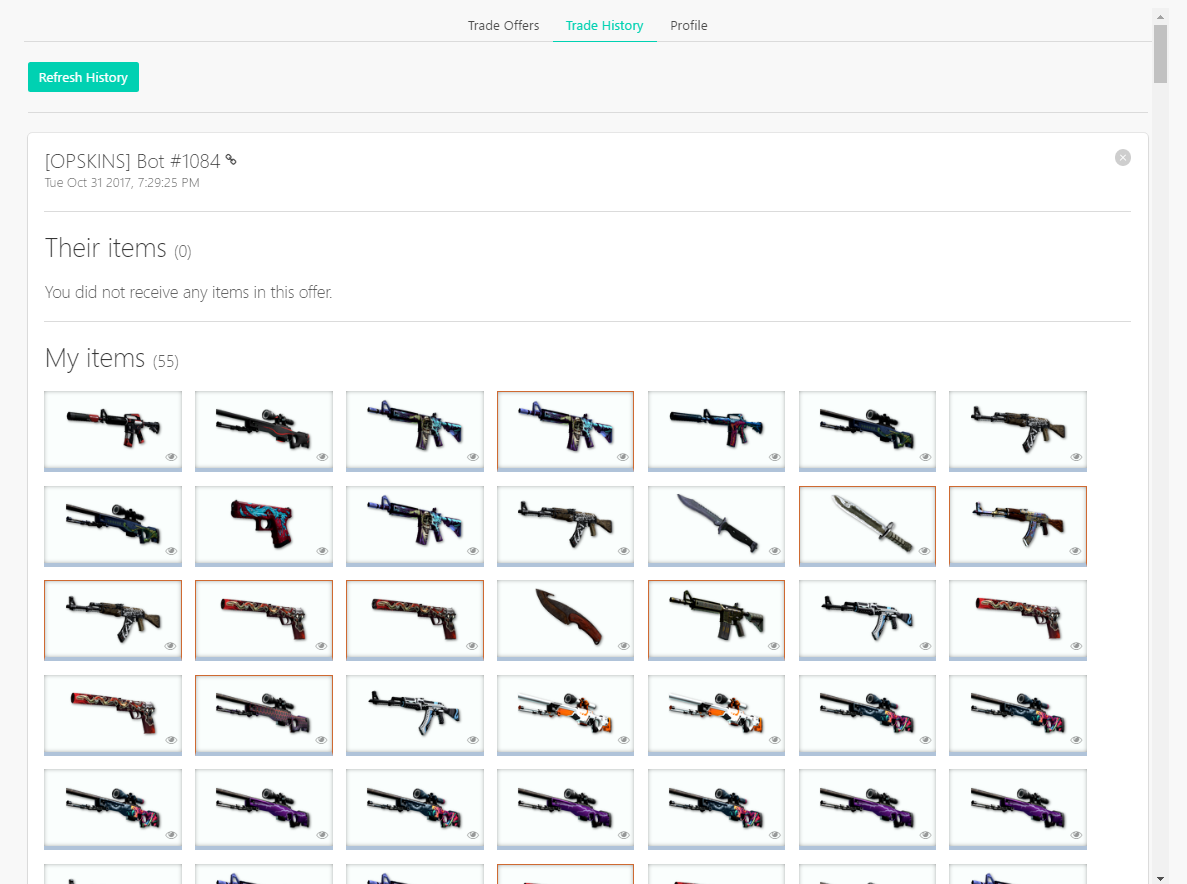 Trade Offers Trade History Profile
Refresh History
[OPSKINS] Bot #1084
Tue Oct 31 2017, 7:29:25 PM
Their items (0)
You did not receive any items in this offer.
My items (55)